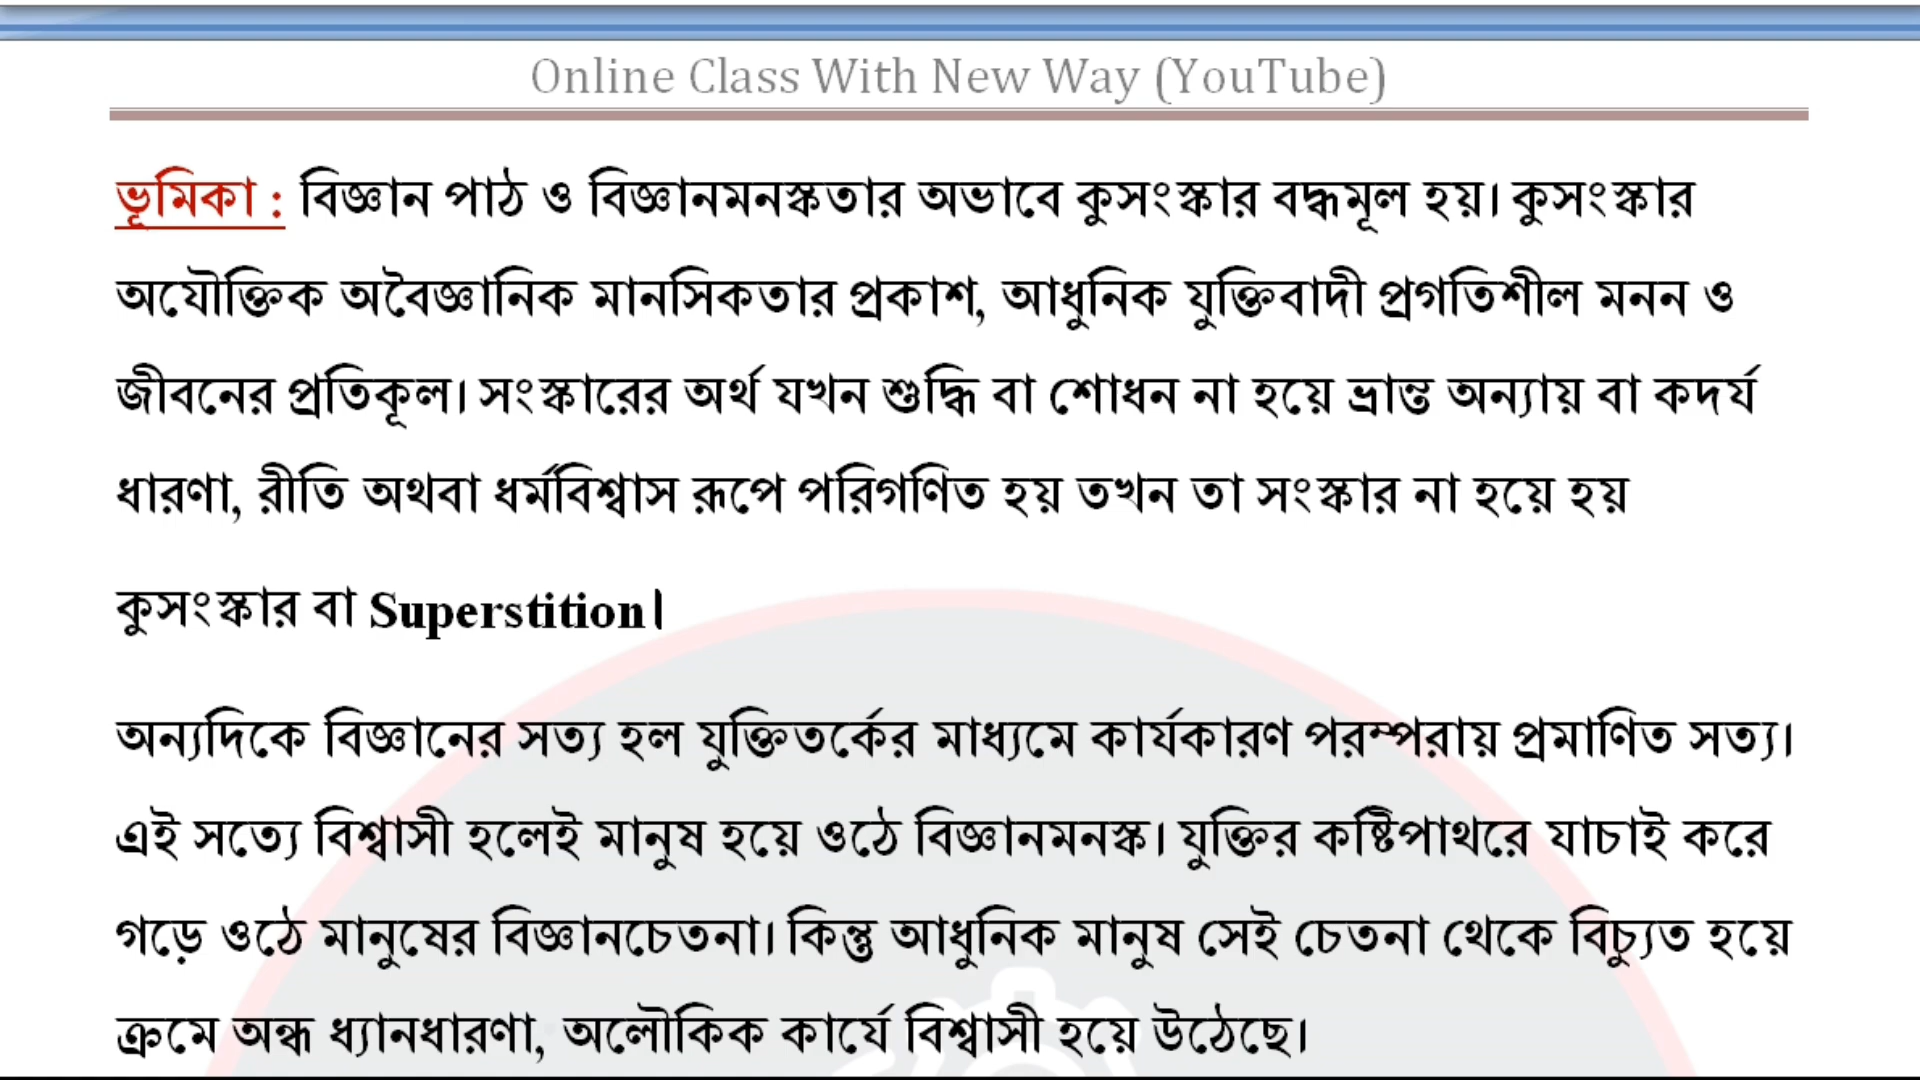 Online Class With New Way (YouTube)
ভূমিকা : বিজ্ঞান পাঠ ও বিজ্ঞানমনস্কতার অভাবে কুসংস্কার বদ্ধমূল হয়। কুসংস্কার
অযৌক্তিক অবৈজ্ঞানিক মানসিকতার প্রকাশ, আধুনিক যুক্তিবাদী প্রগতিশীল মনন ও
জীবনের প্রতিকূল। সংস্কারের অর্থ যখন শুদ্ধি বা শোধন না হয়ে ভ্রান্ত অন্যায় বা কদর্য
ধারণা, রীতি অথবা ধর্মবিশ্বাস রূপে পরিগণিত হয় তখন তা সংস্কার না হয়ে হয়
কুসংস্কার বা Superstition।
অন্যদিকে বিজ্ঞানের সত্য হল যুক্তিতর্কের মাধ্যমে কার্যকারণ পরম্পরায় প্রমাণিত সত্য।
এই সত্যে বিশ্বাসী হলেই মানুষ হয়ে ওঠে বিজ্ঞানমনস্ক। যুক্তির কষ্টিপাথরে যাচাই করে
গড়ে ওঠে মানুষের বিজ্ঞানচেতনা। কিন্তু আধুনিক মানুষ সেই চেতনা থেকে বিচ্যুত হয়ে
ক্রমে অন্ধ ধ্যানধারণা, অলৌকিক কার্যে বিশ্বাসী হয়ে উঠেছে।